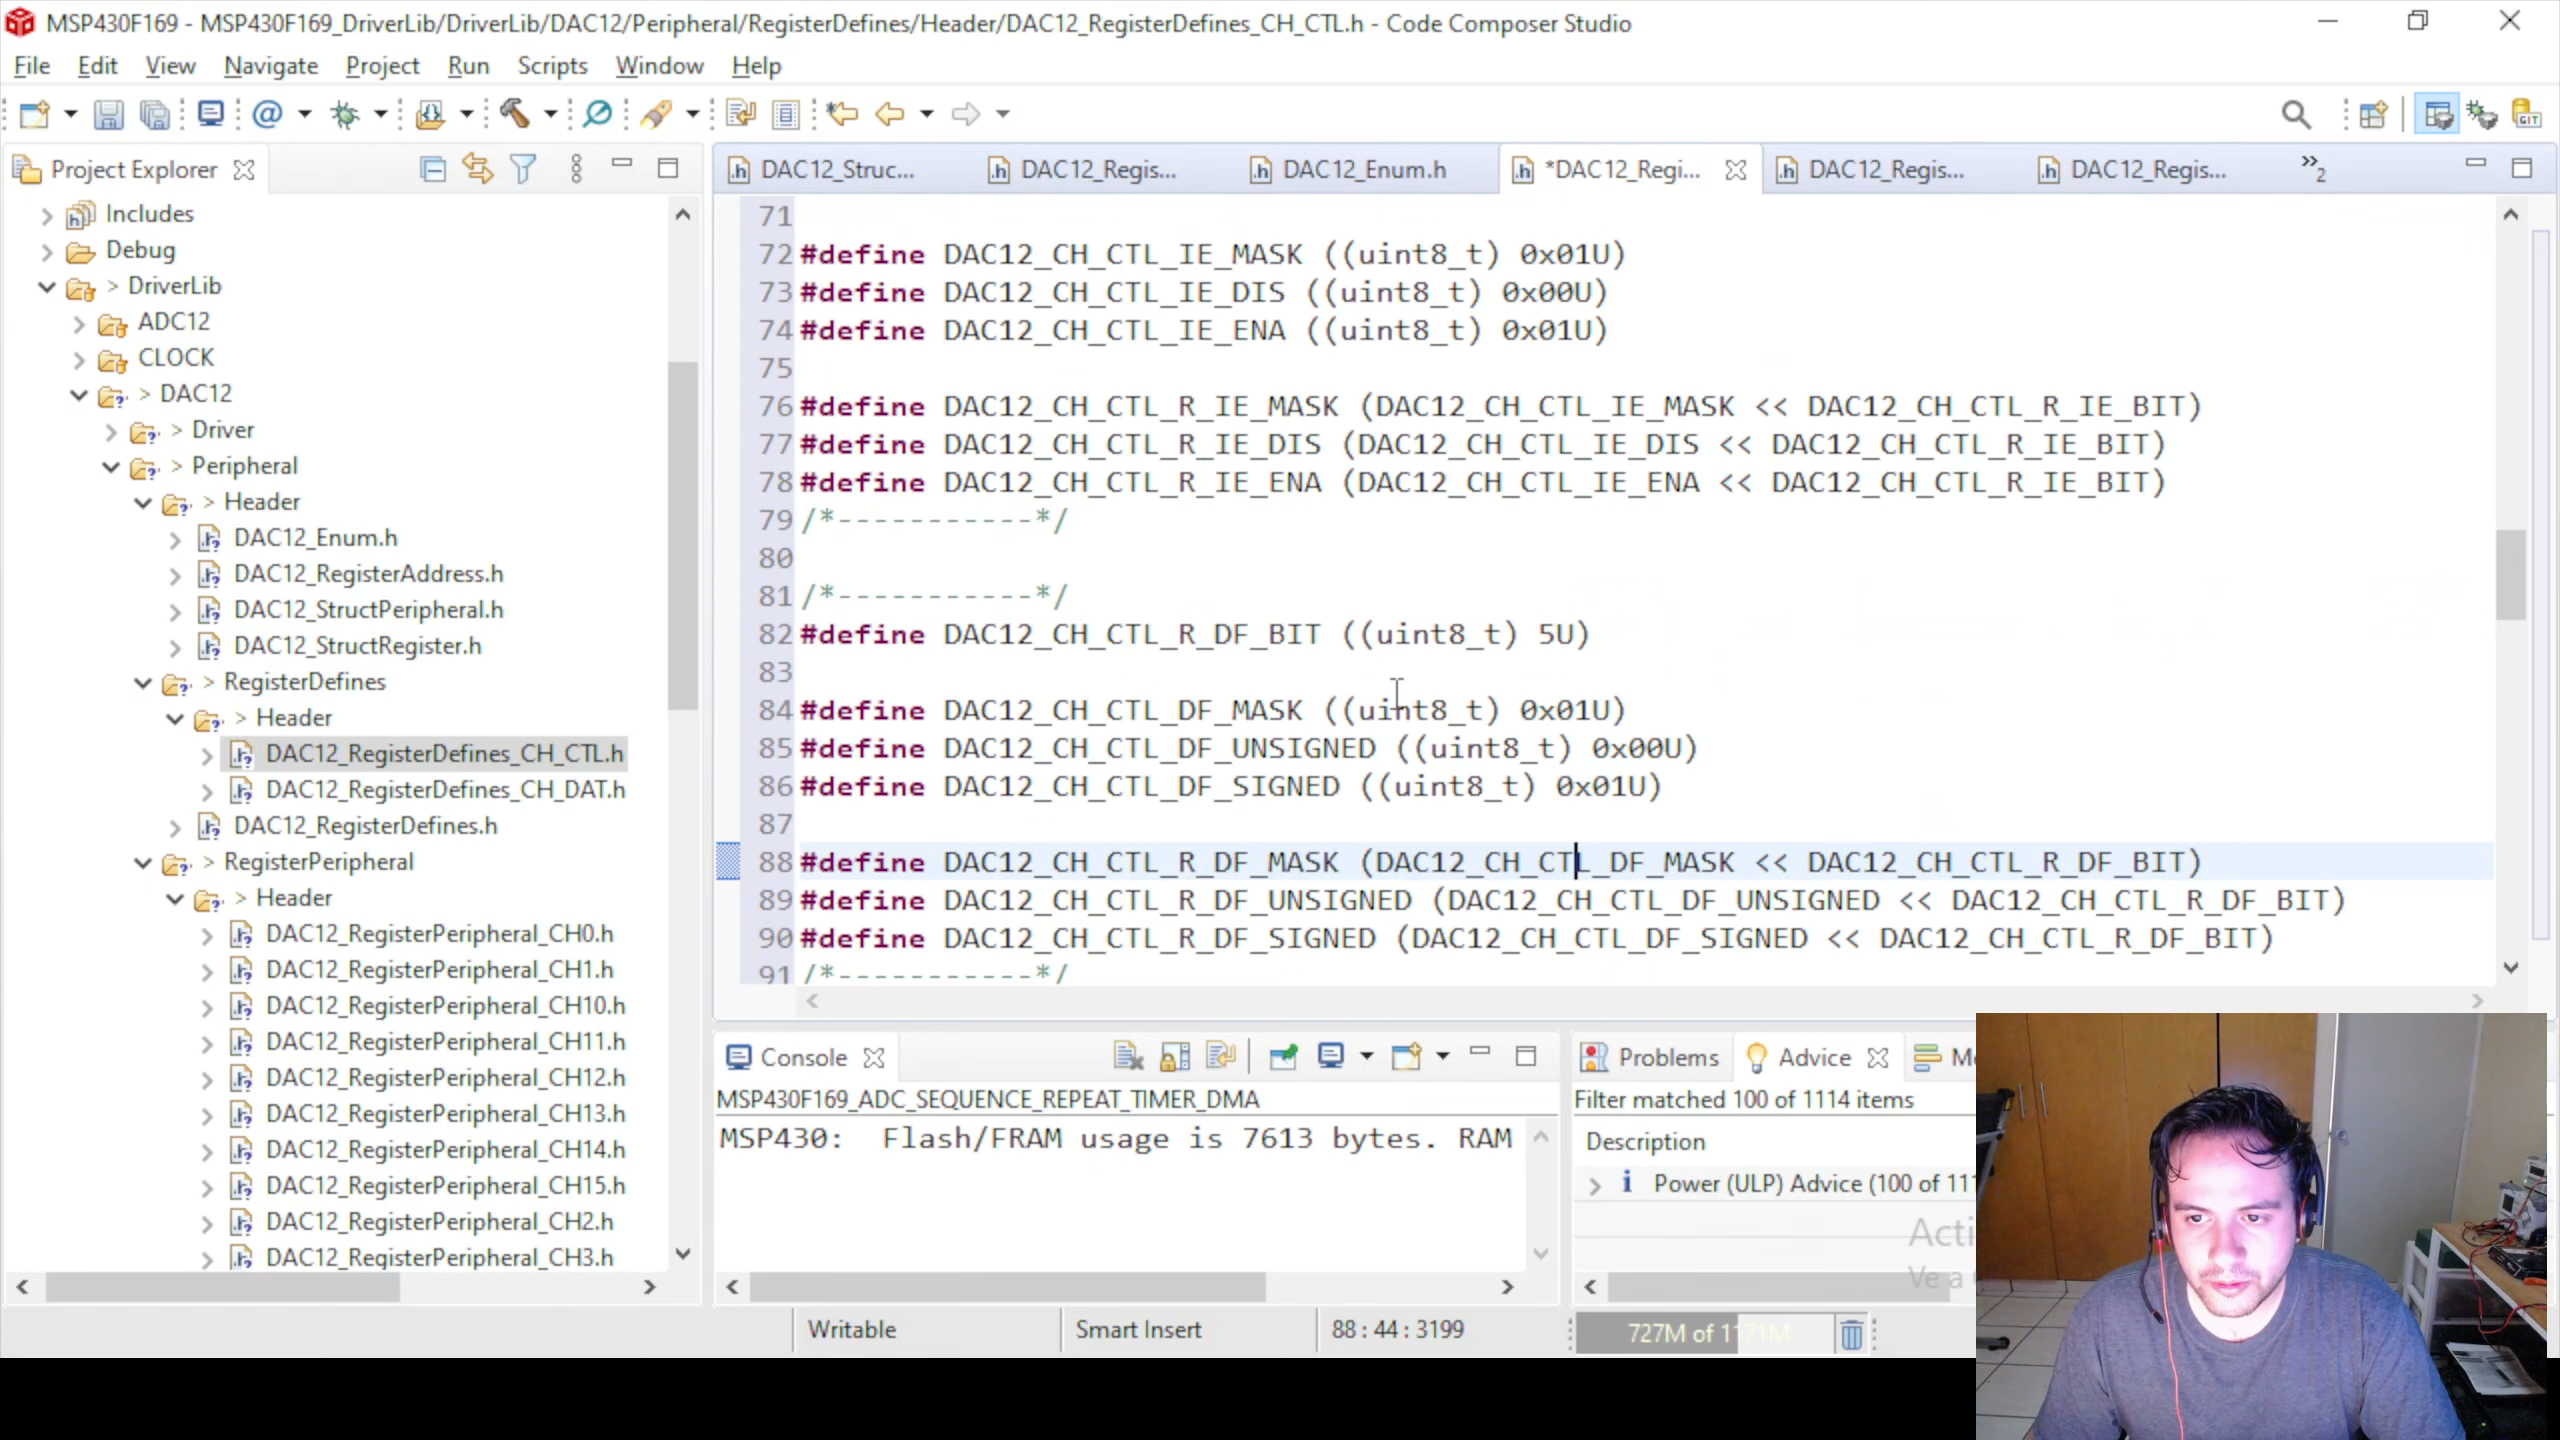 MSP430F169 - MSP430F169_DriverLib/DriverLib/DAC12/Peripheral/RegisterDefines/Header/DAC12_RegisterDefines_CH_CTL.h - Code Composer Studio
File Edit View Navigate Project Run Scripts Window Help
Project Explorer
Includes
Debug
> DriverLib
ADC12
CLOCK
> DAC12
> Driver
> Peripheral
> Header
DAC12_Enum.h
DAC12_RegisterAddress.h
DAC12_StructPeripheral.h
DAC12_StructRegister.h
> RegisterDefines
> Header
DAC12_RegisterDefines_CH_CTL.h
DAC12_RegisterDefines_CH_DAT.h
DAC12_RegisterDefines.h
> RegisterPeripheral
> Header
DAC12_RegisterPeripheral_CH0.h
DAC12_RegisterPeripheral_CH1.h
DAC12_RegisterPeripheral_CH10.h
DAC12_RegisterPeripheral_CH11.h
DAC12_RegisterPeripheral_CH12.h
DAC12_RegisterPeripheral_CH13.h
DAC12_RegisterPeripheral_CH14.h
DAC12_RegisterPeripheral_CH15.h
DAC12_RegisterPeripheral_CH2.h
DAC12_RegisterPeripheral_CH3.h
DAC12_Struc... DAC12_Regis... DAC12_Enum.h *DAC12_Regi... DAC12_Regis... DAC12_Regis... »2
71
72 #define DAC12_CH_CTL_IE_MASK ((uint8_t) 0x01U)
73 #define DAC12_CH_CTL_IE_DIS ((uint8_t) 0x00U)
74 #define DAC12_CH_CTL_IE_ENA ((uint8_t) 0x01U)
75
76 #define DAC12_CH_CTL_R_IE_MASK (DAC12_CH_CTL_IE_MASK << DAC12_CH_CTL_R_IE_BIT)
77 #define DAC12_CH_CTL_R_IE_DIS (DAC12_CH_CTL_IE_DIS << DAC12_CH_CTL_R_IE_BIT)
78 #define DAC12_CH_CTL_R_IE_ENA (DAC12_CH_CTL_IE_ENA << DAC12_CH_CTL_R_IE_BIT)
79 /*-----------*/
80
81 /*-----------*/
82 #define DAC12_CH_CTL_R_DF_BIT ((uint8_t) 5U)
83
84 #define DAC12_CH_CTL_DF_MASK ((uint8_t) 0x01U)
85 #define DAC12_CH_CTL_DF_UNSIGNED ((uint8_t) 0x00U)
86 #define DAC12_CH_CTL_DF_SIGNED ((uint8_t) 0x01U)
87
88 #define DAC12_CH_CTL_R_DF_MASK (DAC12_CH_CTL_DF_MASK << DAC12_CH_CTL_R_DF_BIT)
89 #define DAC12_CH_CTL_R_DF_UNSIGNED (DAC12_CH_CTL_DF_UNSIGNED << DAC12_CH_CTL_R_DF_BIT)
90 #define DAC12_CH_CTL_R_DF_SIGNED (DAC12_CH_CTL_DF_SIGNED << DAC12_CH_CTL_R_DF_BIT)
91 /*-----------*/
Console
MSP430F169_ADC_SEQUENCE_REPEAT_TIMER_DMA
MSP430: Flash/FRAM usage is 7613 bytes. RAM
Problems Advice M
Filter matched 100 of 1114 items
Description
i Power (ULP) Advice (100 of 111
Acti
Ve a
Writable Smart Insert 88 : 44 : 3199 727M of 1171M